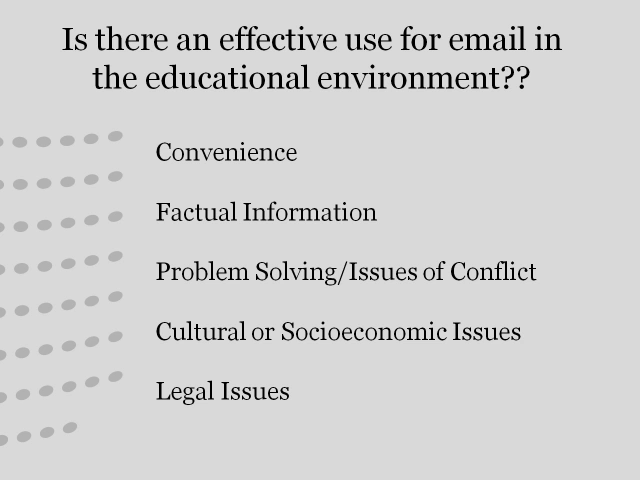 Is there an effective use for email in
the educational environment??
Convenience
Factual Information
Problem Solving/Issues of Conflict
Cultural or Socioeconomic Issues
Legal Issues